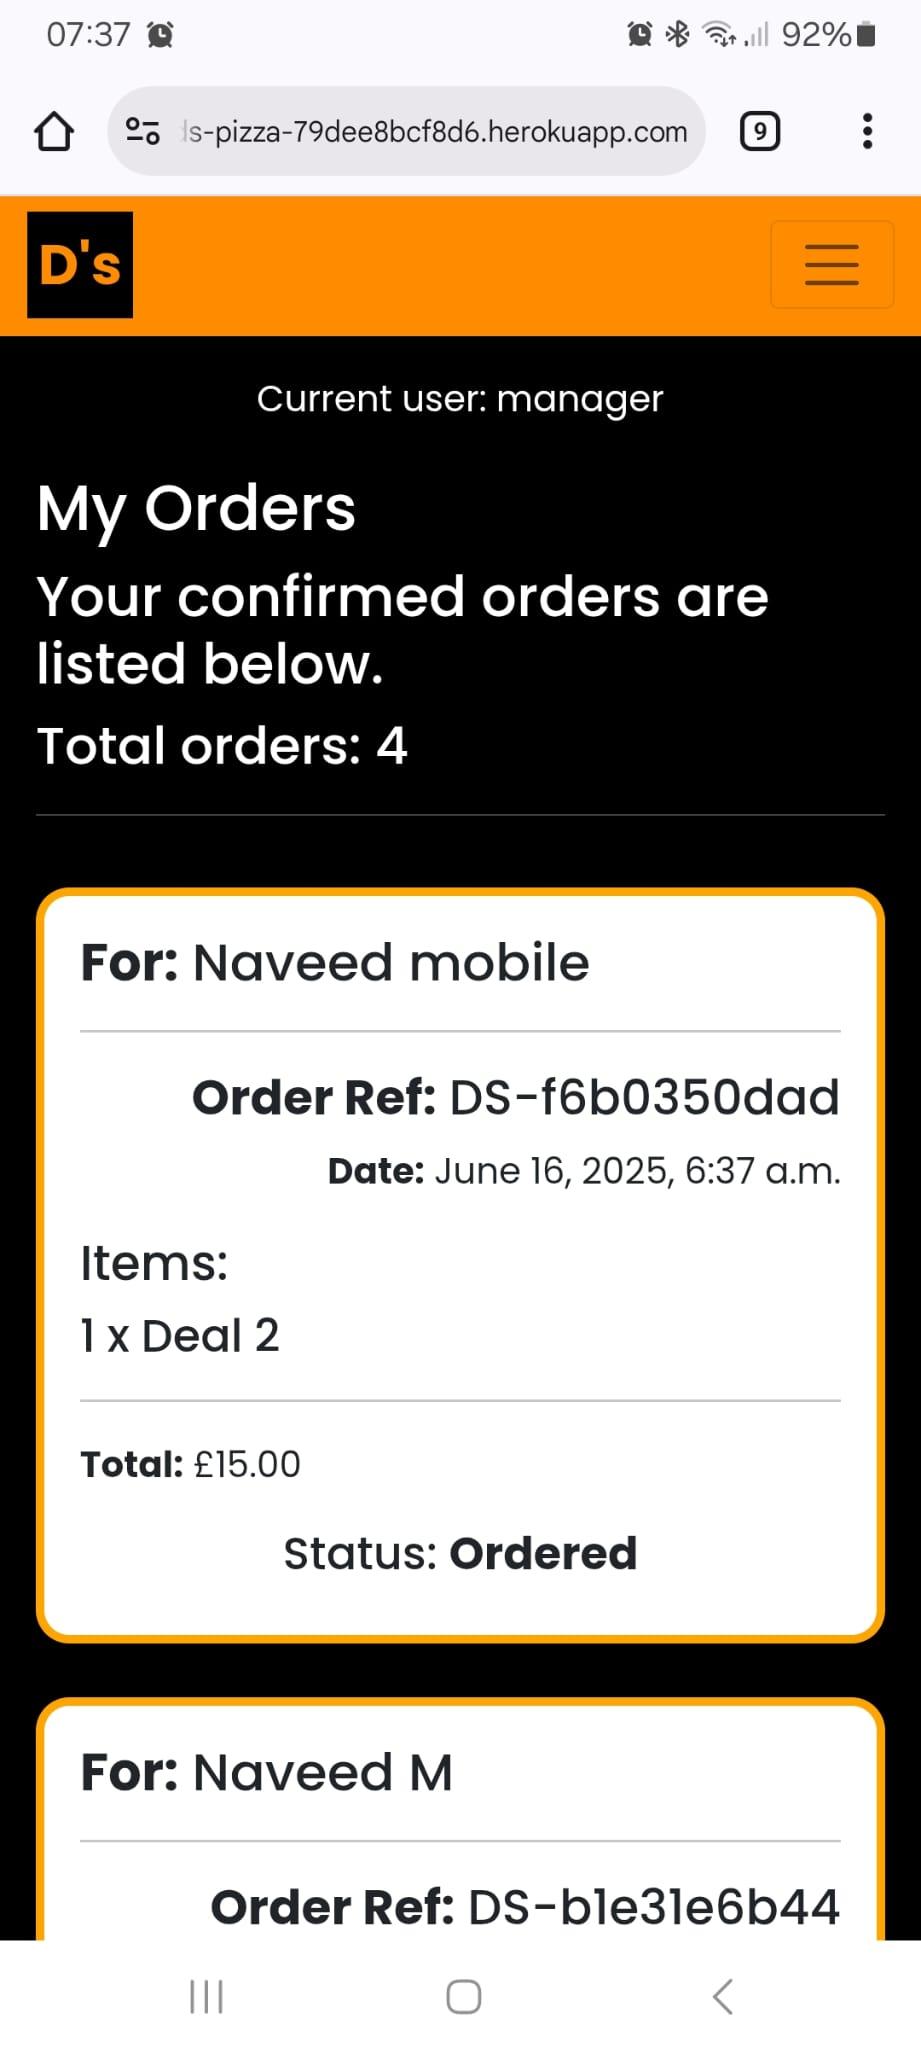 07:37 92%
ls-pizza-79dee8bcf8d6.herokuapp.com 9
D's
Current user: manager
My Orders
Your confirmed orders are
listed below.
Total orders: 4
For: Naveed mobile
Order Ref: DS-f6b0350dad
Date: June 16, 2025, 6:37 a.m.
Items:
1 x Deal 2
Total: £15.00
Status: Ordered
For: Naveed M
Order Ref: DS-b1e31e6b44